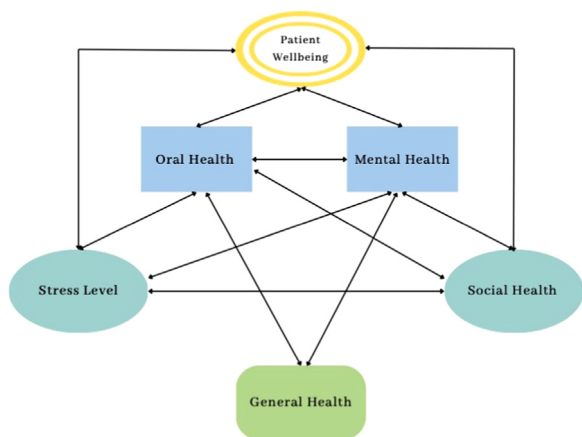 Patient
Wellbeing
Oral Health
Mental Health
Stress Level
Social Health
General Health